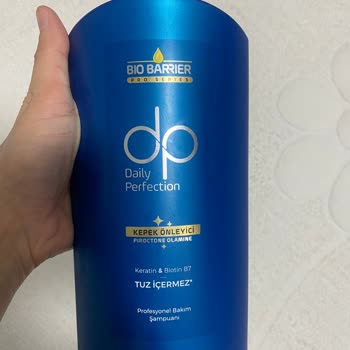 BIO BARRIER
PRO SERIES
dp
Daily
Perfection
KEPEK ÖNLEYİCİ
PIROCTONE OLAMINE
Keratin & Biotin B7
TUZ İÇERMEZ*
Profesyonel Bakım
Şampuanı